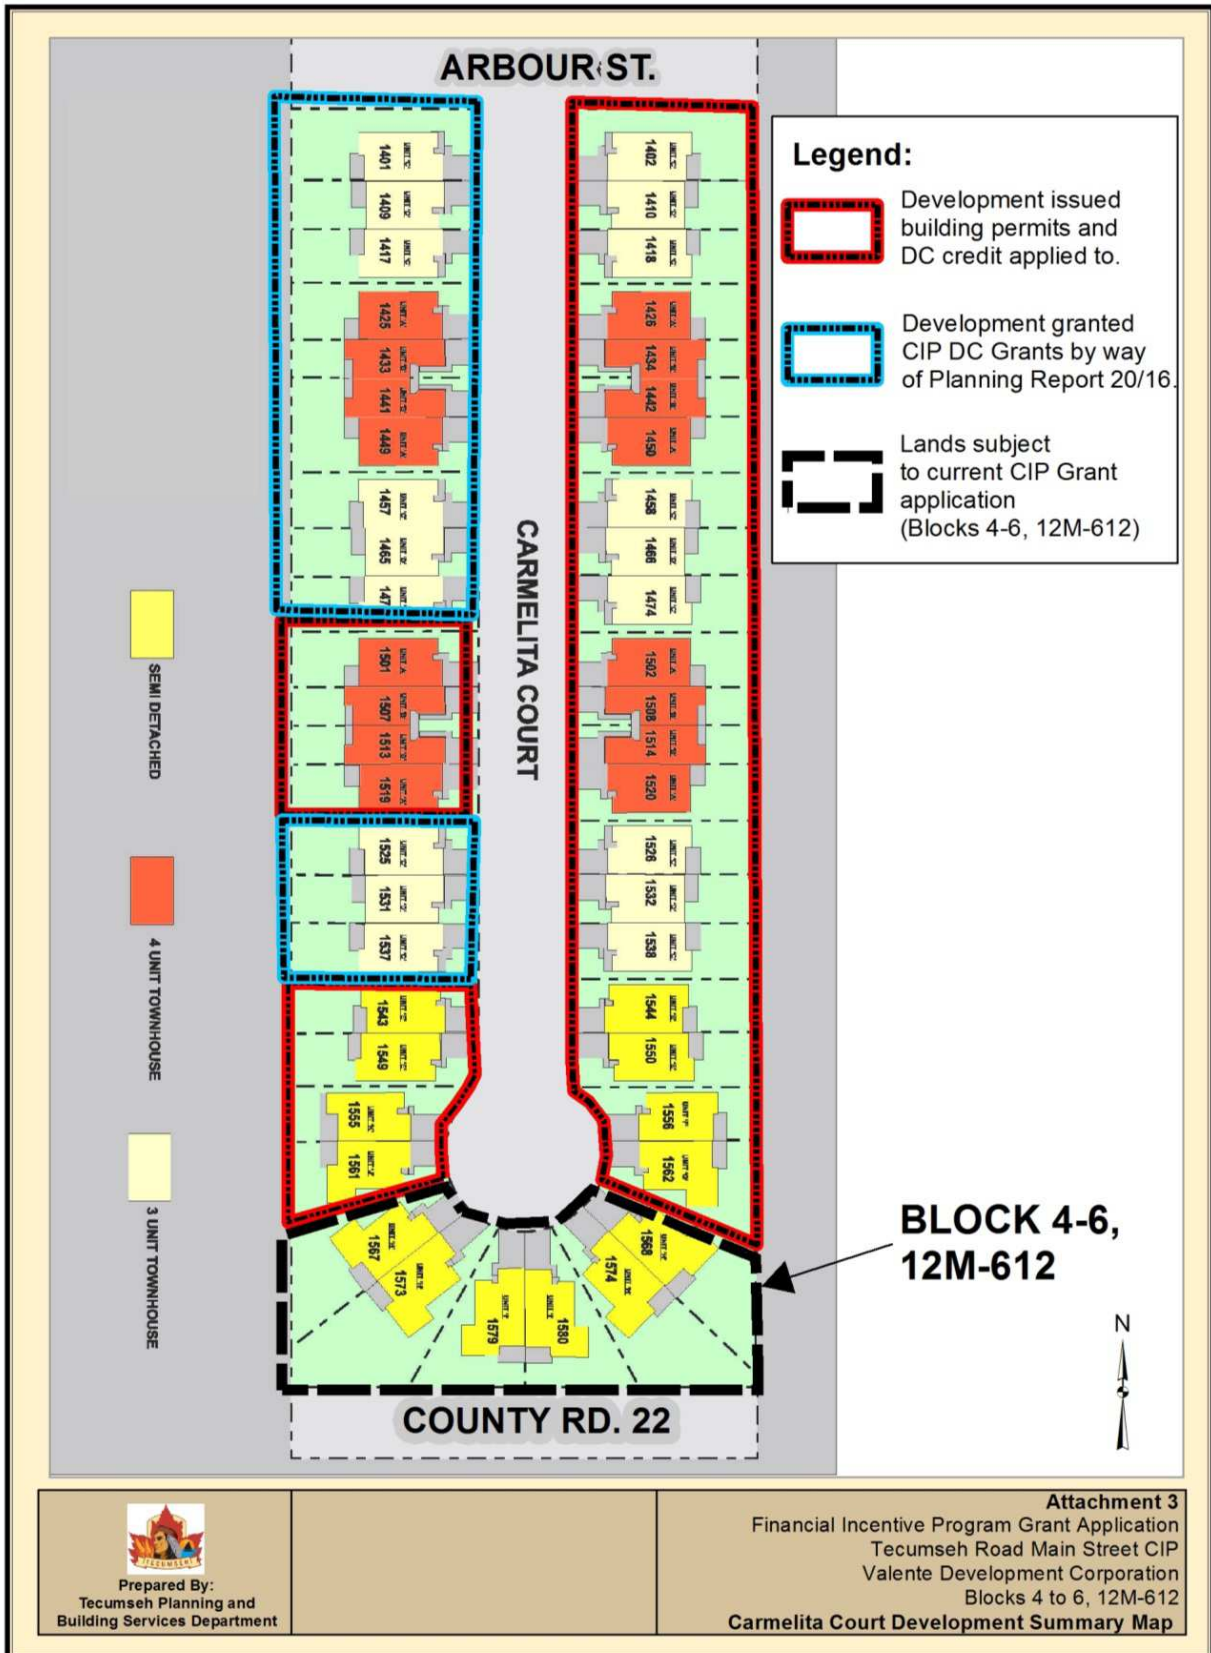 ARBOUR ST.
Legend:
Development issued
building permits and
DC credit applied to.
Development granted
CIP DC Grants by way
of Planning Report 20/16.
Lands subject
to current CIP Grant
application
(Blocks 4-6, 12M-612)
1401
1409
1417
1425
1433
1441
1449
1457
1465
147
1501
1507
1513
1519
1525
1531
1537
1543
1549
1555
1561
1567
1573
1579
1580
1574
1568
1562
1556
1550
1544
1538
1532
1526
1520
1514
1508
1502
1474
1466
1458
1450
1442
1434
1426
1418
1410
1402
CARMELITA COURT
SEMI DETACHED
4 UNIT TOWNHOUSE
3 UNIT TOWNHOUSE
BLOCK 4-6,
12M-612
N
COUNTY RD. 22
TECUMSEH
Prepared By:
Tecumseh Planning and
Building Services Department
Attachment 3
Financial Incentive Program Grant Application
Tecumseh Road Main Street CIP
Valente Development Corporation
Blocks 4 to 6, 12M-612
Carmelita Court Development Summary Map